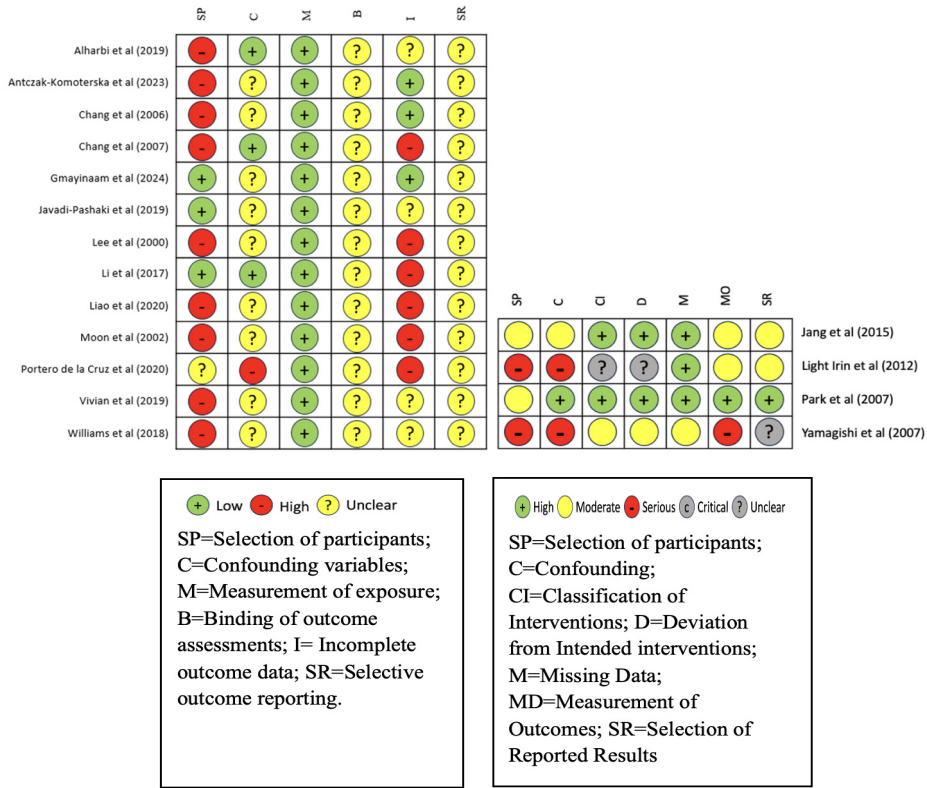 SP C M B I SR
Alharbi et al (2019) - + + ? ? ?
Antczak-Komoterska et al (2023) - ? + ? + ?
Chang et al (2006) - ? + ? + ?
Chang et al (2007) - + + ? - ?
Gmayinaam et al (2024) + ? + ? + ?
Javadi-Pashaki et al (2019) + ? + ? ? ?
Lee et al (2000) - ? + ? - ?
Li et al (2017) + + + ? - ?
Liao et al (2020) - ? + ? - ?
Moon et al (2002) - ? + ? - ?
Portero de la Cruz et al (2020) ? - + ? - ?
Vivian et al (2019) - ? + ? ? ?
Williams et al (2018) - ? + ? ? ?
SP C CI D M MO SR
+ + + Jang et al (2015)
- - ? ? + Light Irin et al (2012)
+ + + + + + Park et al (2007)
- - - ? Yamagishi et al (2007)
+ Low - High ? Unclear
SP=Selection of participants;
C=Confounding variables;
M=Measurement of exposure;
B=Binding of outcome
assessments; I= Incomplete
outcome data; SR=Selective
outcome reporting.
+ High Moderate - Serious c Critical ? Unclear
SP=Selection of participants;
C=Confounding;
CI=Classification of
Interventions; D=Deviation
from Intended interventions;
M=Missing Data;
MD=Measurement of
Outcomes; SR=Selection of
Reported Results